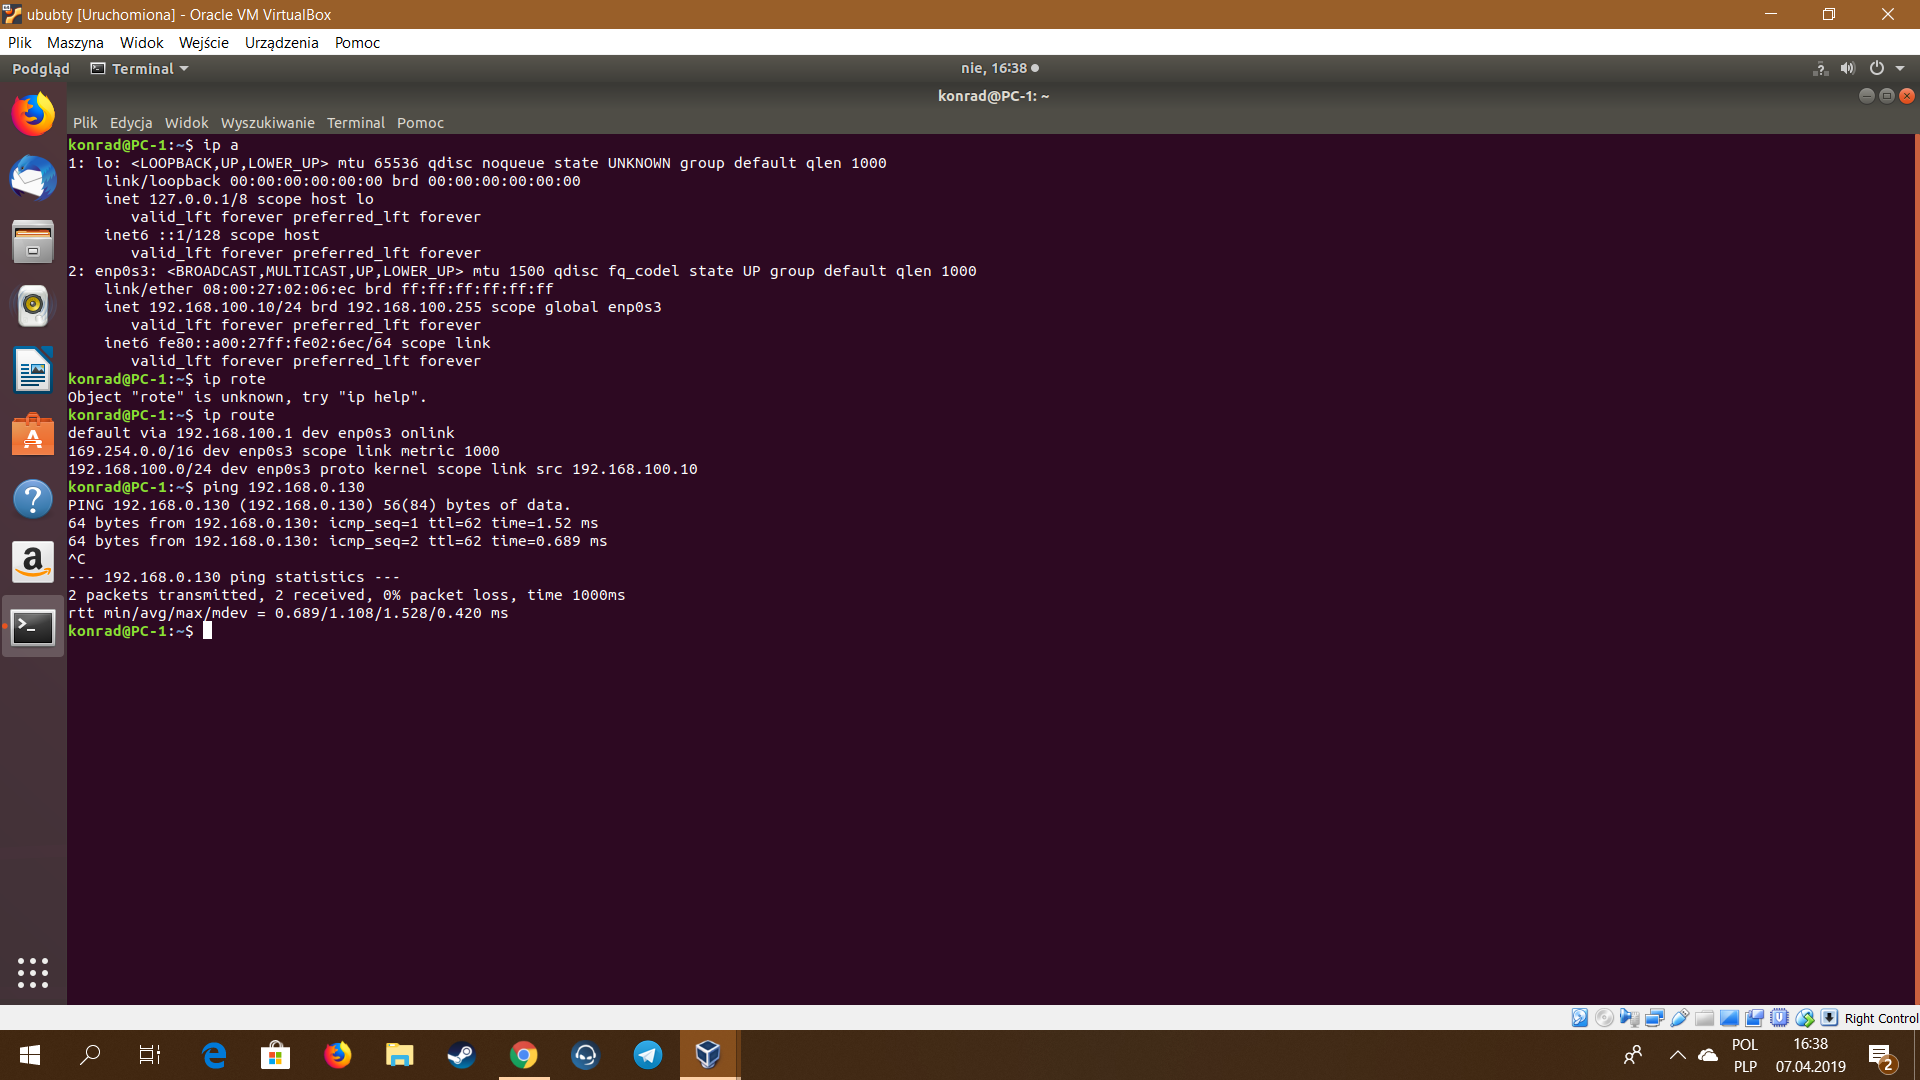 ububty [Uruchomiona] - Oracle VM VirtualBox
Plik Maszyna Widok Wejście Urządzenia Pomoc
Podgląd Terminal nie, 16:38
konrad@PC-1: ~
Plik Edycja Widok Wyszukiwanie Terminal Pomoc
konrad@PC-1:~$ ip a
1: lo: <LOOPBACK,UP,LOWER_UP> mtu 65536 qdisc noqueue state UNKNOWN group default qlen 1000
    link/loopback 00:00:00:00:00:00 brd 00:00:00:00:00:00
    inet 127.0.0.1/8 scope host lo
       valid_lft forever preferred_lft forever
    inet6 ::1/128 scope host
       valid_lft forever preferred_lft forever
2: enp0s3: <BROADCAST,MULTICAST,UP,LOWER_UP> mtu 1500 qdisc fq_codel state UP group default qlen 1000
    link/ether 08:00:27:02:06:ec brd ff:ff:ff:ff:ff:ff
    inet 192.168.100.10/24 brd 192.168.100.255 scope global enp0s3
       valid_lft forever preferred_lft forever
    inet6 fe80::a00:27ff:fe02:6ec/64 scope link
       valid_lft forever preferred_lft forever
konrad@PC-1:~$ ip rote
Object "rote" is unknown, try "ip help".
konrad@PC-1:~$ ip route
default via 192.168.100.1 dev enp0s3 onlink
169.254.0.0/16 dev enp0s3 scope link metric 1000
192.168.100.0/24 dev enp0s3 proto kernel scope link src 192.168.100.10
konrad@PC-1:~$ ping 192.168.0.130
PING 192.168.0.130 (192.168.0.130) 56(84) bytes of data.
64 bytes from 192.168.0.130: icmp_seq=1 ttl=62 time=1.52 ms
64 bytes from 192.168.0.130: icmp_seq=2 ttl=62 time=0.689 ms
^C
--- 192.168.0.130 ping statistics ---
2 packets transmitted, 2 received, 0% packet loss, time 1000ms
rtt min/avg/max/mdev = 0.689/1.108/1.528/0.420 ms
konrad@PC-1:~$
Right Control
POL 16:38
PLP 07.04.2019 2